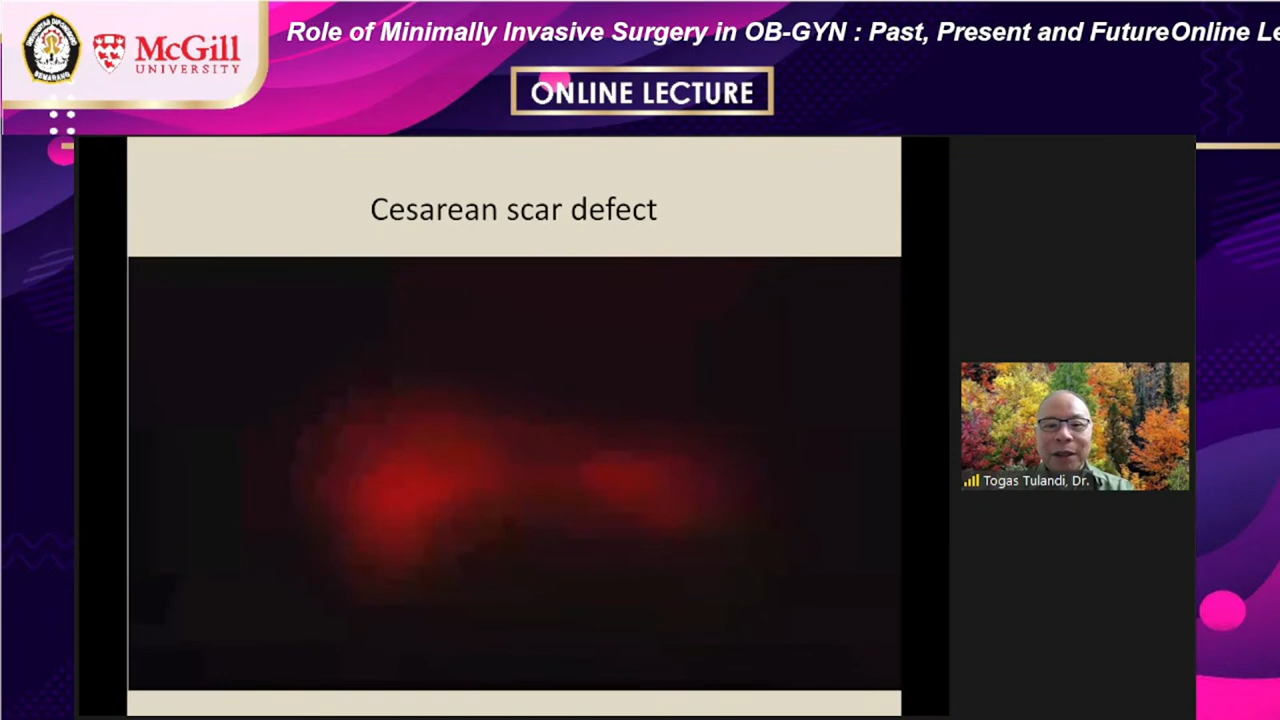 McGill
UNIVERSITY
Role of Minimally Invasive Surgery in OB-GYN : Past, Present and FutureOnline Le
ONLINE LECTURE
Cesarean scar defect
Togas Tulandi, Dr.